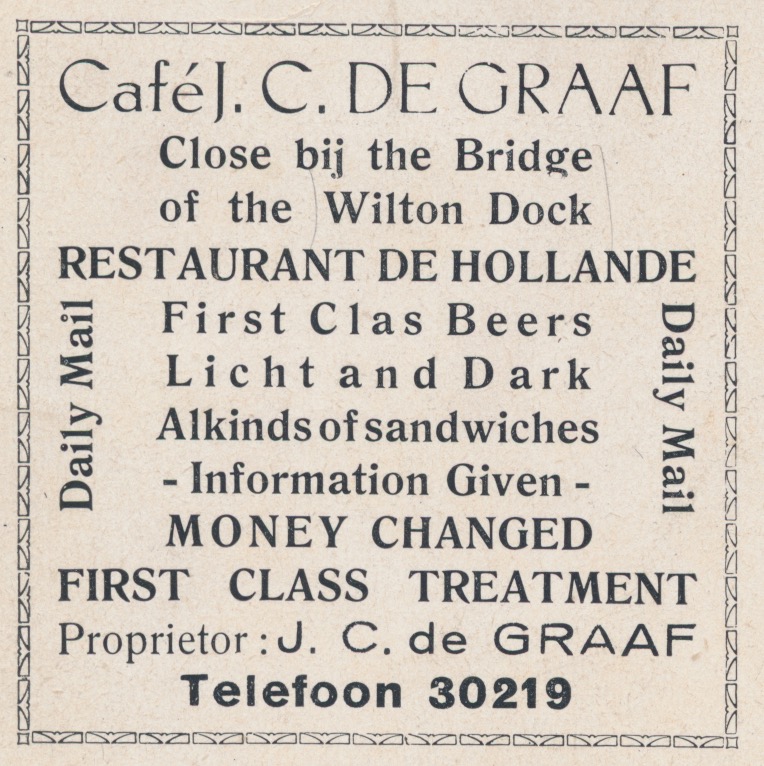 Café J. C. DE GRAAF
Close bij the Bridge
of the Wilton Dock
RESTAURANT DE HOLLANDE
Daily Mail
First Clas Beers
Licht and Dark
Alkinds of sandwiches
- Information Given -
Daily Mail
MONEY CHANGED
FIRST CLASS TREATMENT
Proprietor: J. C. de GRAAF
Telefoon 30219